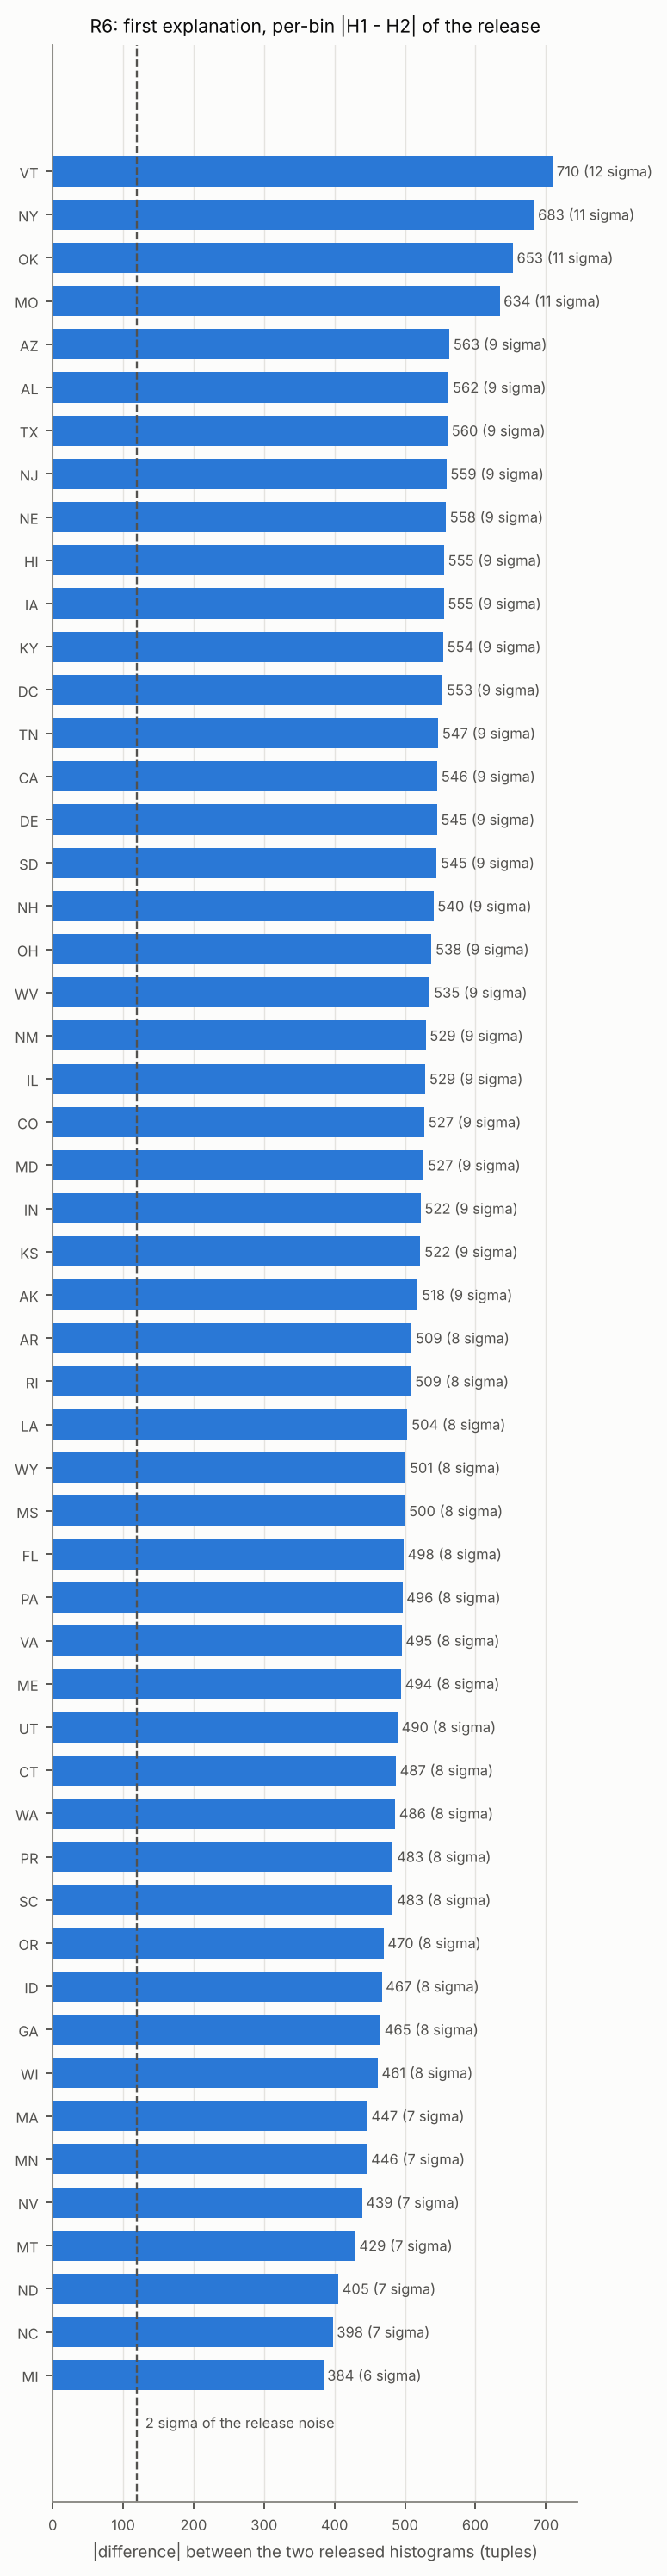 R6: first explanation, per-bin |H1 - H2| of the release
VT 710 (12 sigma)
NY 683 (11 sigma)
OK 653 (11 sigma)
MO 634 (11 sigma)
AZ 563 (9 sigma)
AL 562 (9 sigma)
TX 560 (9 sigma)
NJ 559 (9 sigma)
NE 558 (9 sigma)
HI 555 (9 sigma)
IA 555 (9 sigma)
KY 554 (9 sigma)
DC 553 (9 sigma)
TN 547 (9 sigma)
CA 546 (9 sigma)
DE 545 (9 sigma)
SD 545 (9 sigma)
NH 540 (9 sigma)
OH 538 (9 sigma)
WV 535 (9 sigma)
NM 529 (9 sigma)
IL 529 (9 sigma)
CO 527 (9 sigma)
MD 527 (9 sigma)
IN 522 (9 sigma)
KS 522 (9 sigma)
AK 518 (9 sigma)
AR 509 (8 sigma)
RI 509 (8 sigma)
LA 504 (8 sigma)
WY 501 (8 sigma)
MS 500 (8 sigma)
FL 498 (8 sigma)
PA 496 (8 sigma)
VA 495 (8 sigma)
ME 494 (8 sigma)
UT 490 (8 sigma)
CT 487 (8 sigma)
WA 486 (8 sigma)
PR 483 (8 sigma)
SC 483 (8 sigma)
OR 470 (8 sigma)
ID 467 (8 sigma)
GA 465 (8 sigma)
WI 461 (8 sigma)
MA 447 (7 sigma)
MN 446 (7 sigma)
NV 439 (7 sigma)
MT 429 (7 sigma)
ND 405 (7 sigma)
NC 398 (7 sigma)
MI 384 (6 sigma)
2 sigma of the release noise
0 100 200 300 400 500 600 700
|difference| between the two released histograms (tuples)